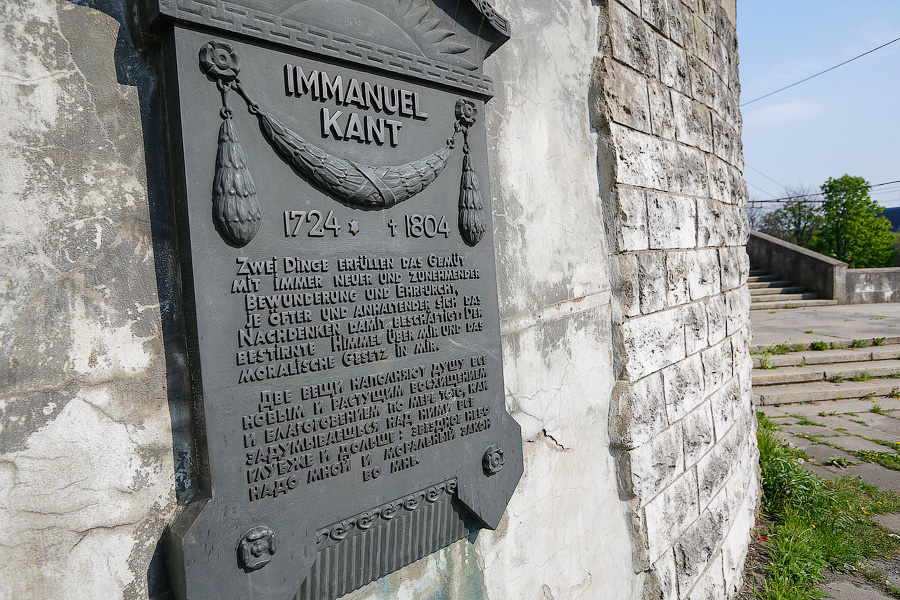 IMMANUEL
KANT
1724 * † 1804
ZWEI DINGE ERFÜLLEN DAS GEMÜT
MIT IMMER NEUER UND ZUNEHMENDER
BEWUNDERUNG UND EHRFURCHT,
JE ÖFTER UND ANHALTENDER SICH DAS
NACHDENKEN DAMIT BESCHÄFTIGT: DER
BESTIRNTE HIMMEL ÜBER MIR UND DAS
MORALISCHE GESETZ IN MIR.
ДВЕ ВЕЩИ НАПОЛНЯЮТ ДУШУ ВСЕ
НОВЫМ И РАСТУЩИМ ВОСХИЩЕНИЕМ
И БЛАГОГОВЕНИЕМ ПО МЕРЕ ТОГО, КАК
ЗАДУМЫВАЕШЬСЯ НАД НИМИ ВСЕ
ГЛУБЖЕ И ДОЛЬШЕ: ЗВЕЗДНОЕ НЕБО
НАДО МНОЙ И МОРАЛЬНЫЙ ЗАКОН
ВО МНЕ.